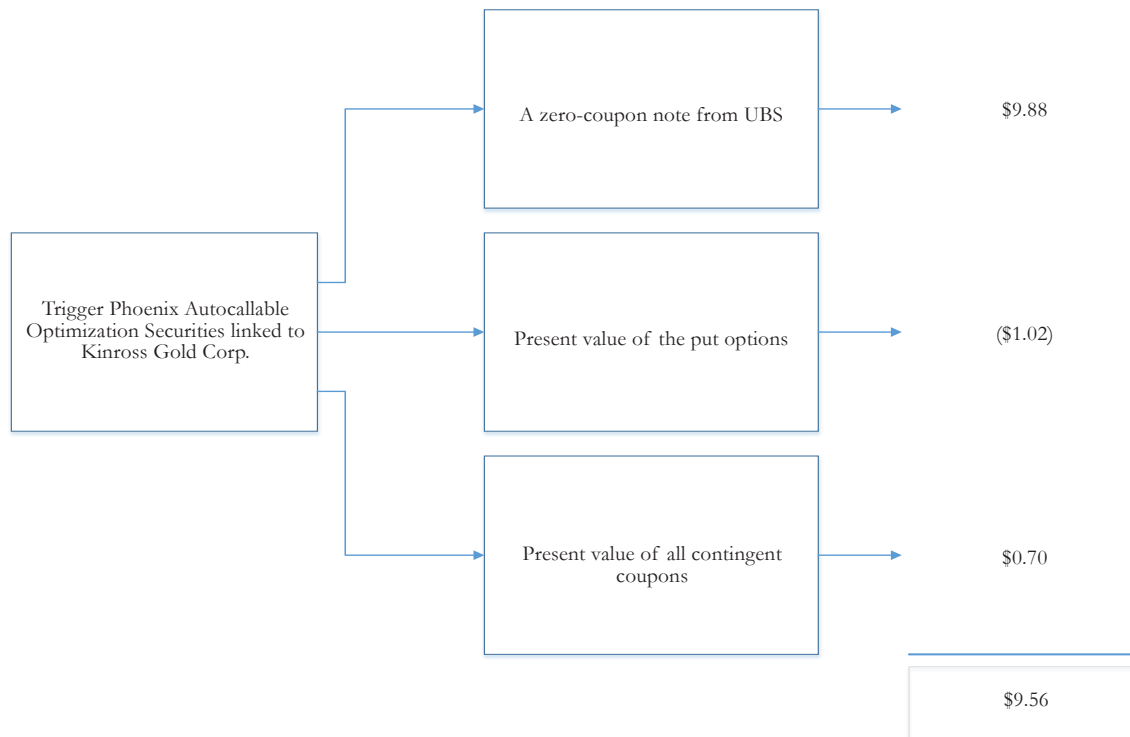 A zero-coupon note from UBS
$9.88
Trigger Phoenix Autocallable
Optimization Securities linked to
Kinross Gold Corp.
Present value of the put options
($1.02)
Present value of all contingent
coupons
$0.70
$9.56